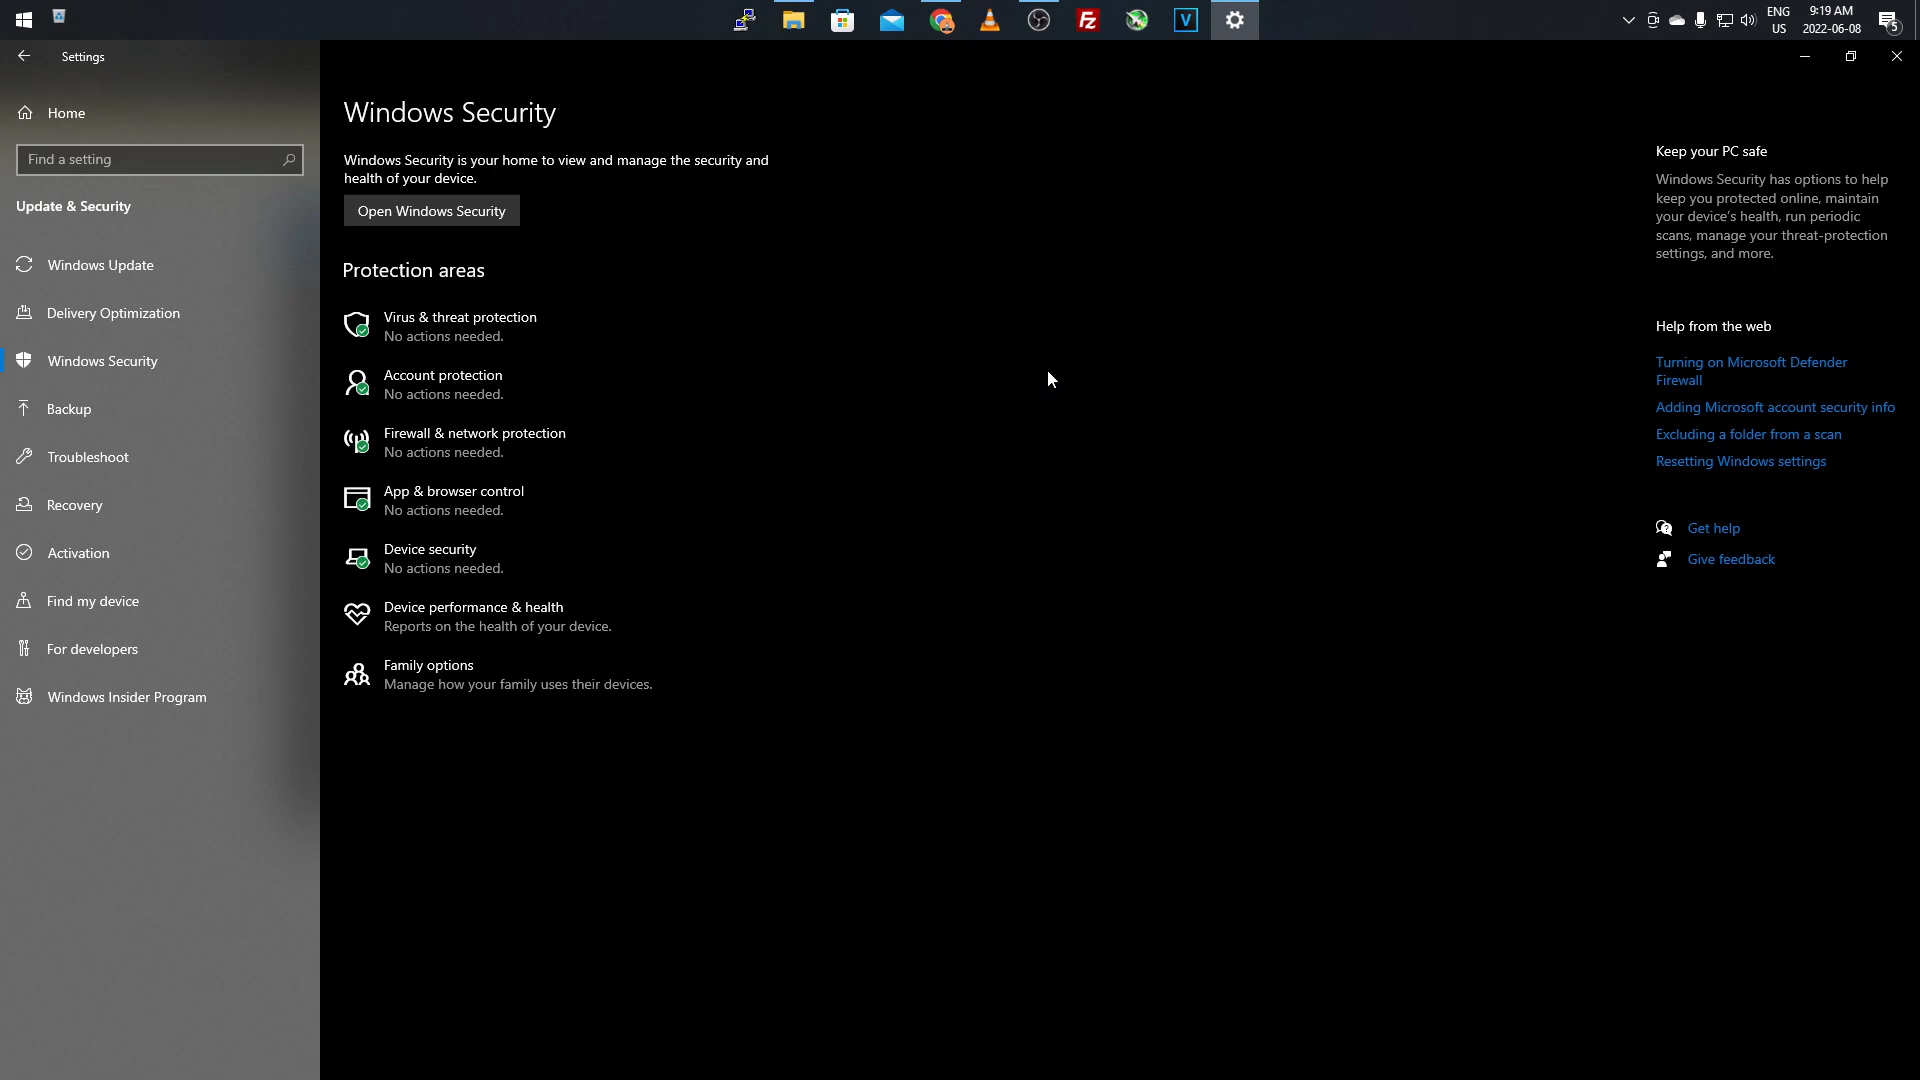 ENG
US
9:19 AM
2022-06-08
5
Fz
V
Settings
Home
Find a setting
Update & Security
Windows Update
Delivery Optimization
Windows Security
Backup
Troubleshoot
Recovery
Activation
Find my device
For developers
Windows Insider Program
Windows Security
Windows Security is your home to view and manage the security and
health of your device.
Open Windows Security
Protection areas
Virus & threat protection
No actions needed.
Account protection
No actions needed.
Firewall & network protection
No actions needed.
App & browser control
No actions needed.
Device security
No actions needed.
Device performance & health
Reports on the health of your device.
Family options
Manage how your family uses their devices.
Keep your PC safe
Windows Security has options to help
keep you protected online, maintain
your device's health, run periodic
scans, manage your threat-protection
settings, and more.
Help from the web
Turning on Microsoft Defender
Firewall
Adding Microsoft account security info
Excluding a folder from a scan
Resetting Windows settings
Get help
Give feedback